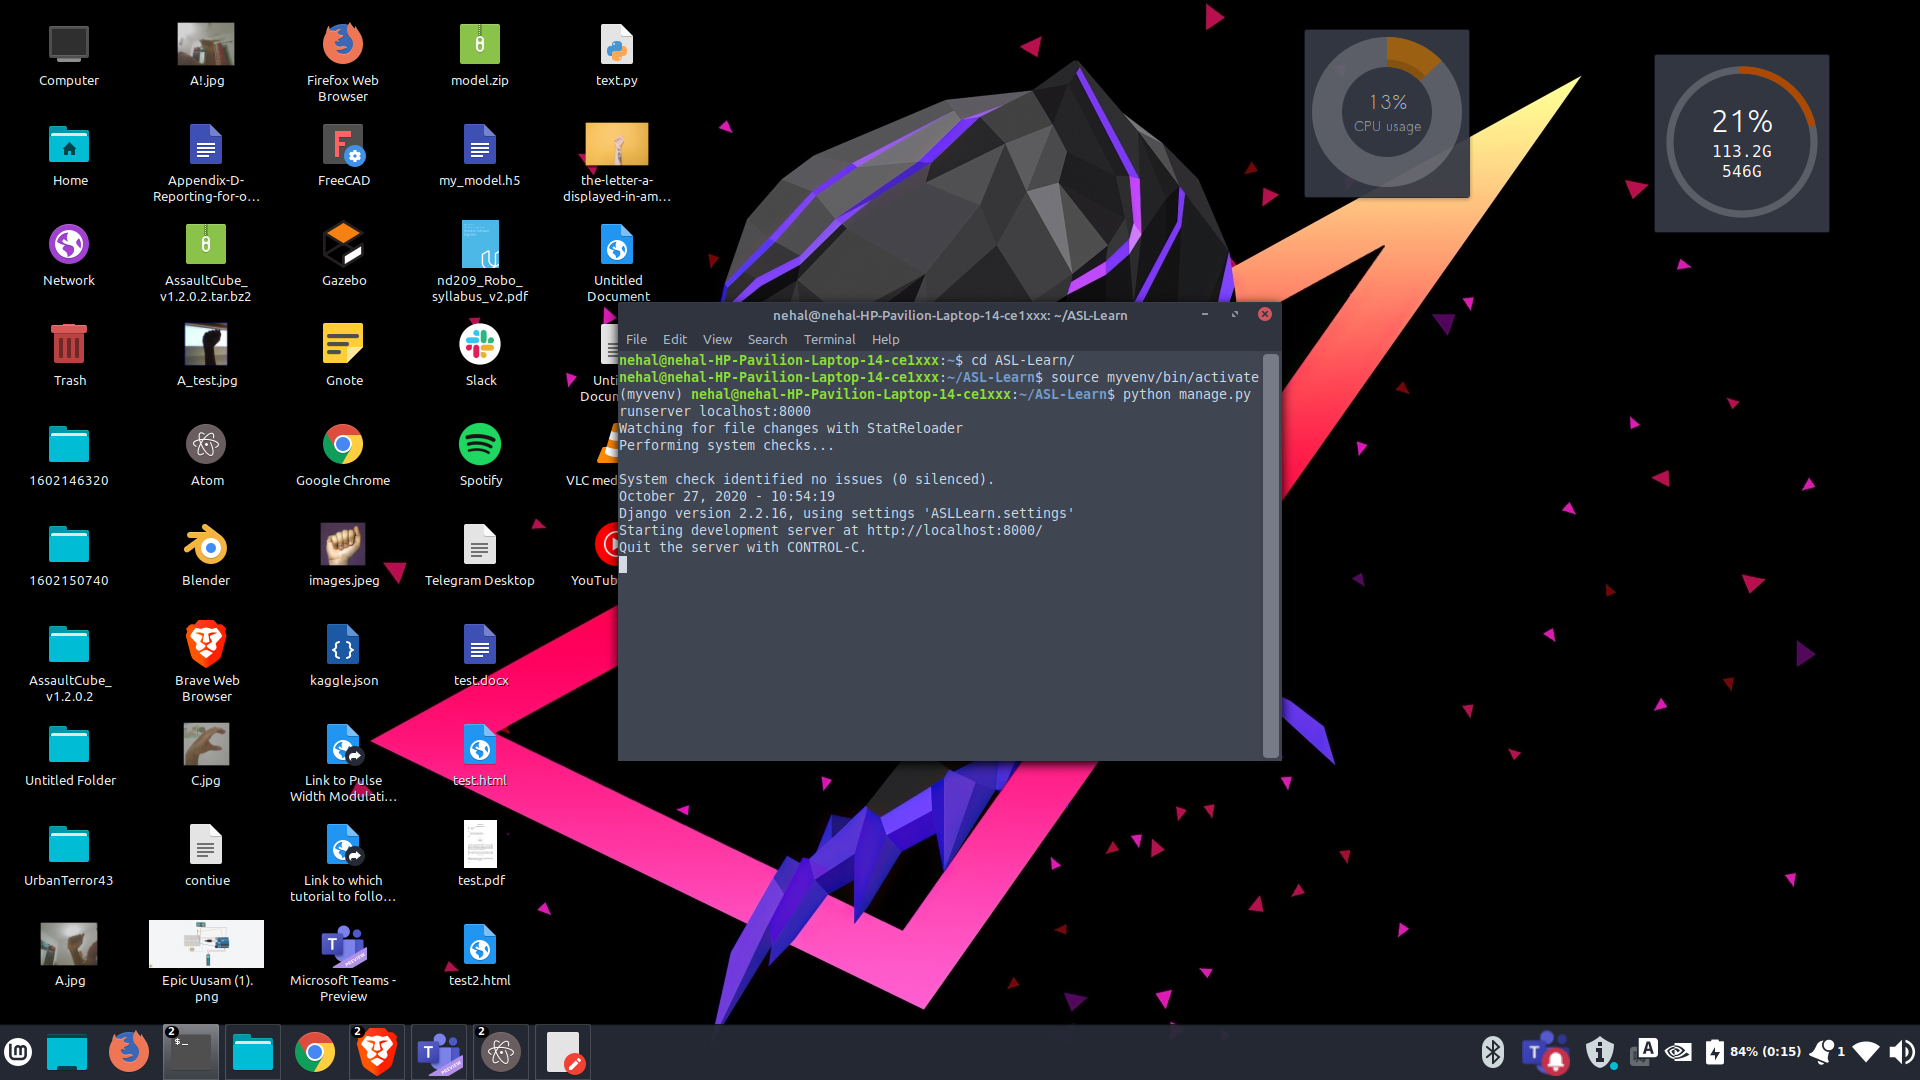 Computer
A!.jpg
Firefox Web
Browser
model.zip
text.py
Home
Appendix-D-
Reporting-for-o...
FreeCAD
my_model.h5
the-letter-a-
displayed-in-am...
Network
AssaultCube_
v1.2.0.2.tar.bz2
Gazebo
nd209_Robo_
syllabus_v2.pdf
Untitled
Document
Trash
A_test.jpg
Gnote
Slack
1602146320
Atom
Google Chrome
Spotify
VLC med
1602150740
Blender
images.jpeg
Telegram Desktop
YouTub
AssaultCube_
v1.2.0.2
Brave Web
Browser
kaggle.json
test.docx
Untitled Folder
C.jpg
Link to Pulse
Width Modulati...
test.html
UrbanTerror43
contiue
Link to which
tutorial to follo...
test.pdf
A.jpg
Epic Uusam (1).
png
Microsoft Teams -
Preview
test2.html
13%
CPU usage
21%
113.2G
546G
nehal@nehal-HP-Pavilion-Laptop-14-ce1xxx: ~/ASL-Learn
File Edit View Search Terminal Help
nehal@nehal-HP-Pavilion-Laptop-14-ce1xxx:~$ cd ASL-Learn/
nehal@nehal-HP-Pavilion-Laptop-14-ce1xxx:~/ASL-Learn$ source myvenv/bin/activate
(myvenv) nehal@nehal-HP-Pavilion-Laptop-14-ce1xxx:~/ASL-Learn$ python manage.py
runserver localhost:8000
Watching for file changes with StatReloader
Performing system checks...
System check identified no issues (0 silenced).
October 27, 2020 - 10:54:19
Django version 2.2.16, using settings 'ASLLearn.settings'
Starting development server at http://localhost:8000/
Quit the server with CONTROL-C.
2
2
2
84% (0:15)
1